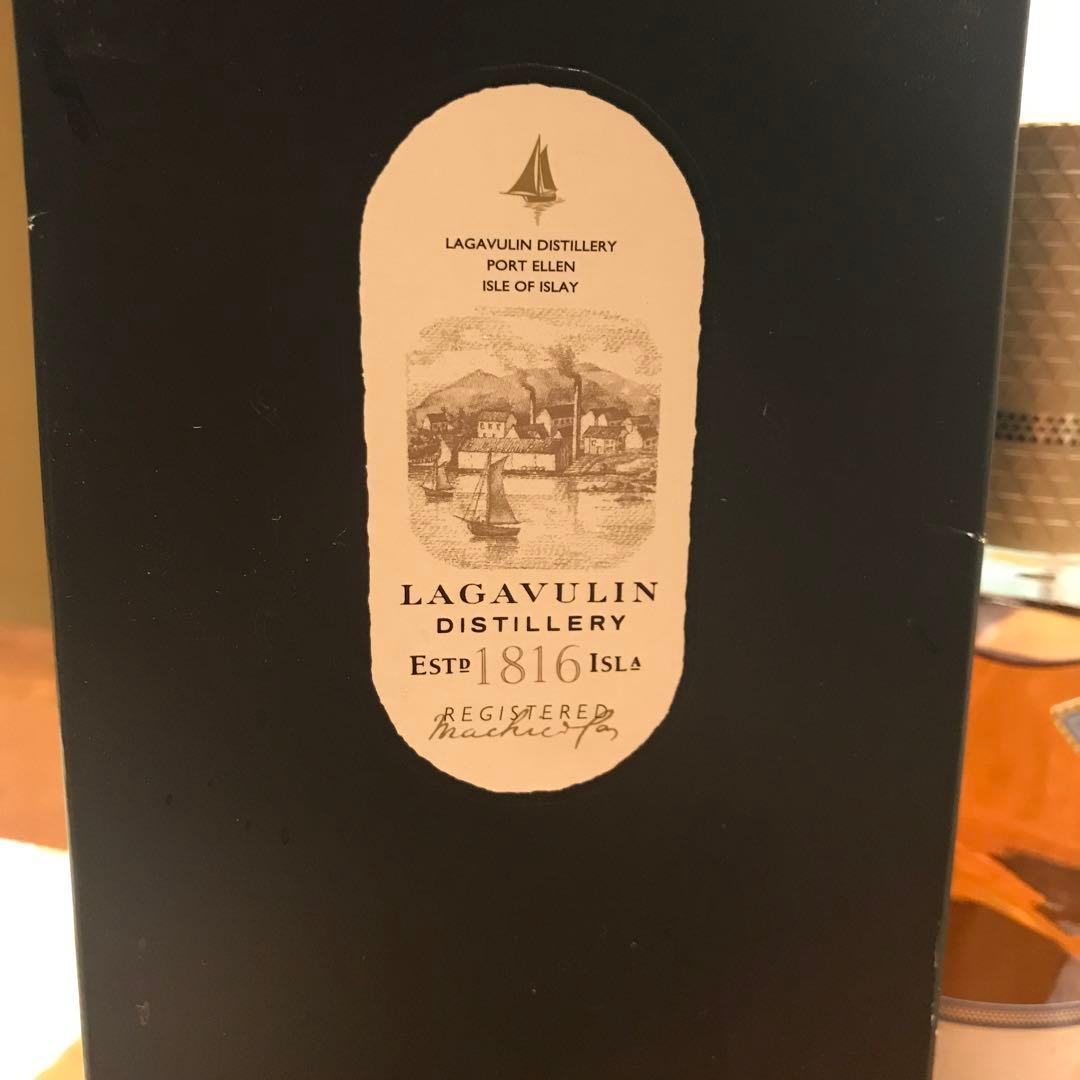 LAGAVULIN DISTILLERY
PORT ELLEN
ISLE OF ISLAY
LAGAVULIN
DISTILLERY
ESTD 1816 ISLA
REGISTERED